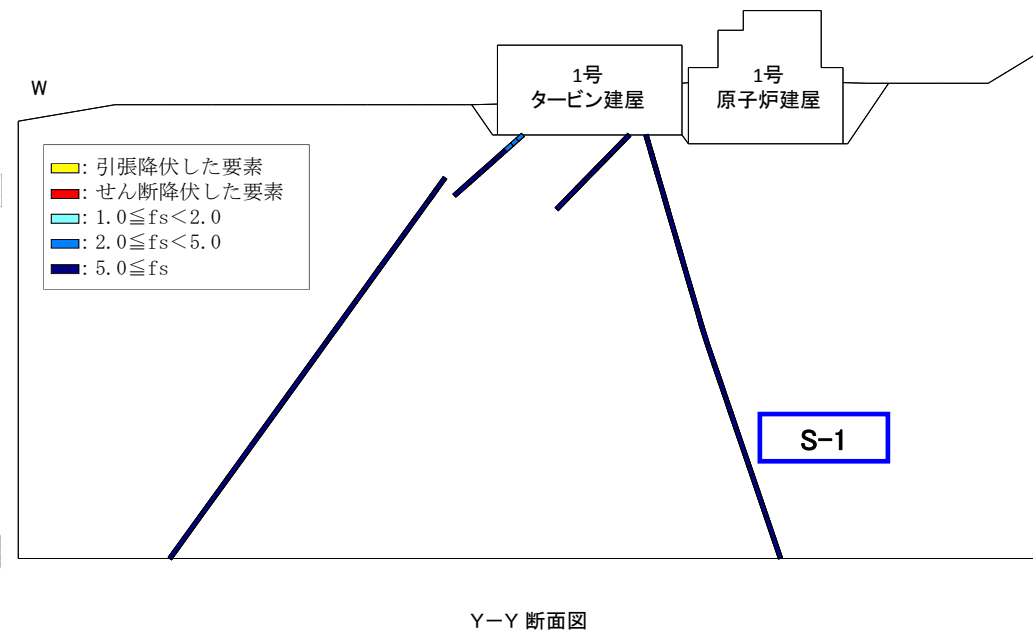 W
1号
タービン建屋
1号
原子炉建屋
: 引張降伏した要素
: せん断降伏した要素
: 1.0≦fs<2.0
: 2.0≦fs<5.0
: 5.0≦fs
S-1
Y-Y 断面図